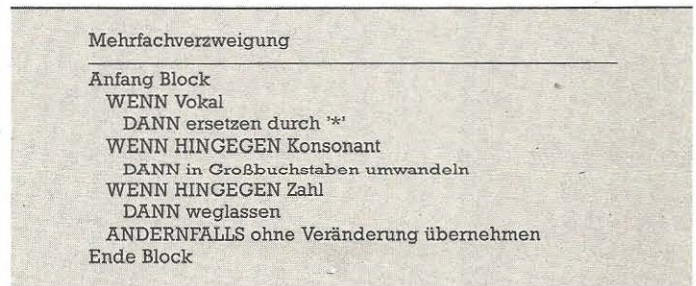 Mehrfachverzweigung
Anfang Block
WENN Vokal
DANN ersetzen durch '*'
WENN HINGEGEN Konsonant
DANN in Großbuchstaben umwandeln
WENN HINGEGEN Zahl
DANN weglassen
ANDERNFALLS ohne Veränderung übernehmen
Ende Block